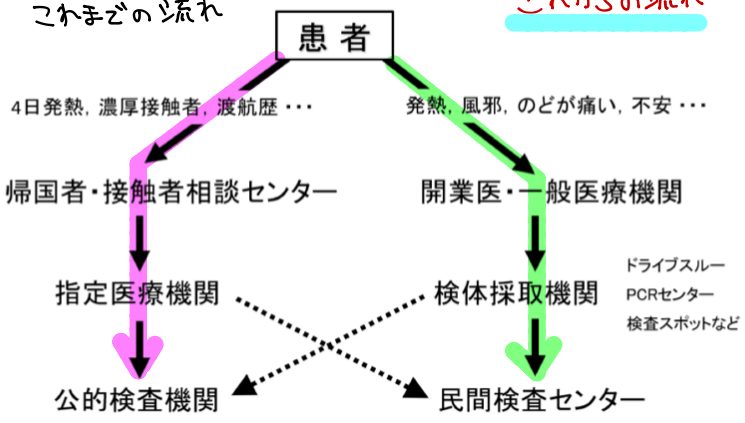 これまでの流れ
これからの流れ
患者
4日発熱, 濃厚接触者, 渡航歴・・・
発熱, 風邪, のどが痛い, 不安・・・
帰国者・接触者相談センター
開業医・一般医療機関
指定医療機関
検体採取機関
ドライブスルー
PCRセンター
検査スポットなど
公的検査機関
民間検査センター